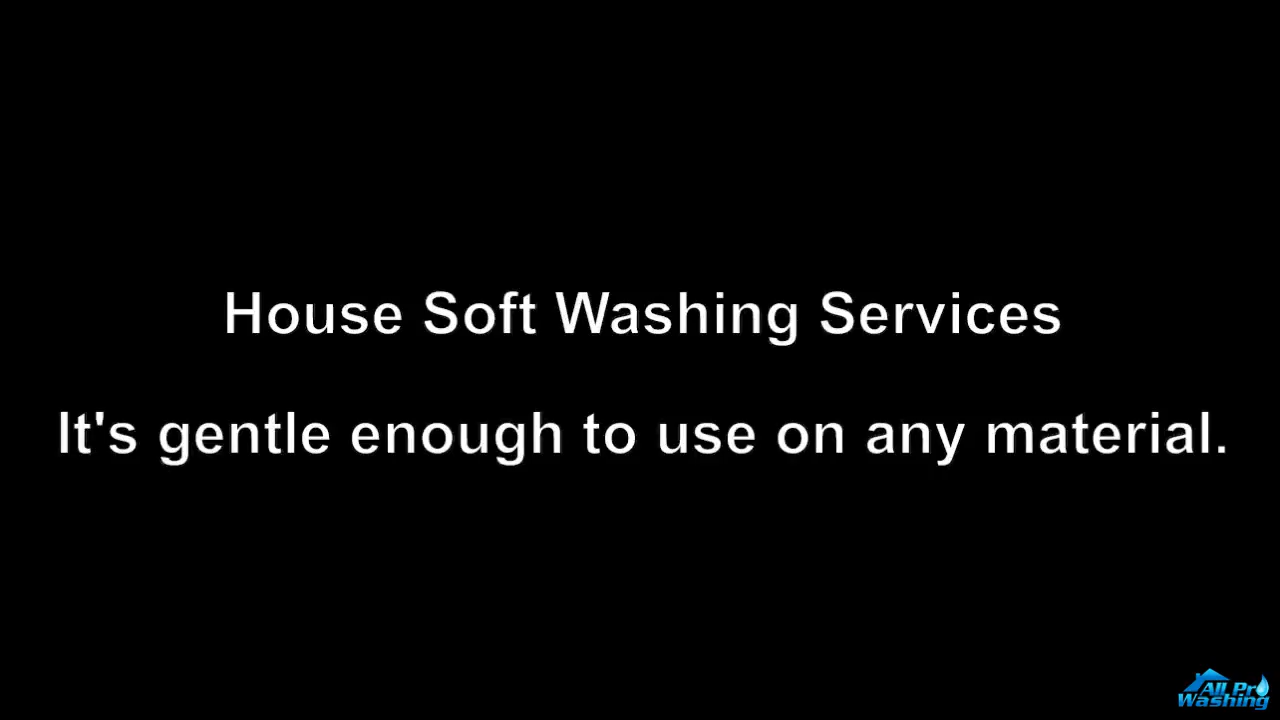 House Soft Washing Services
It's gentle enough to use on any material.
All Pro
Washing